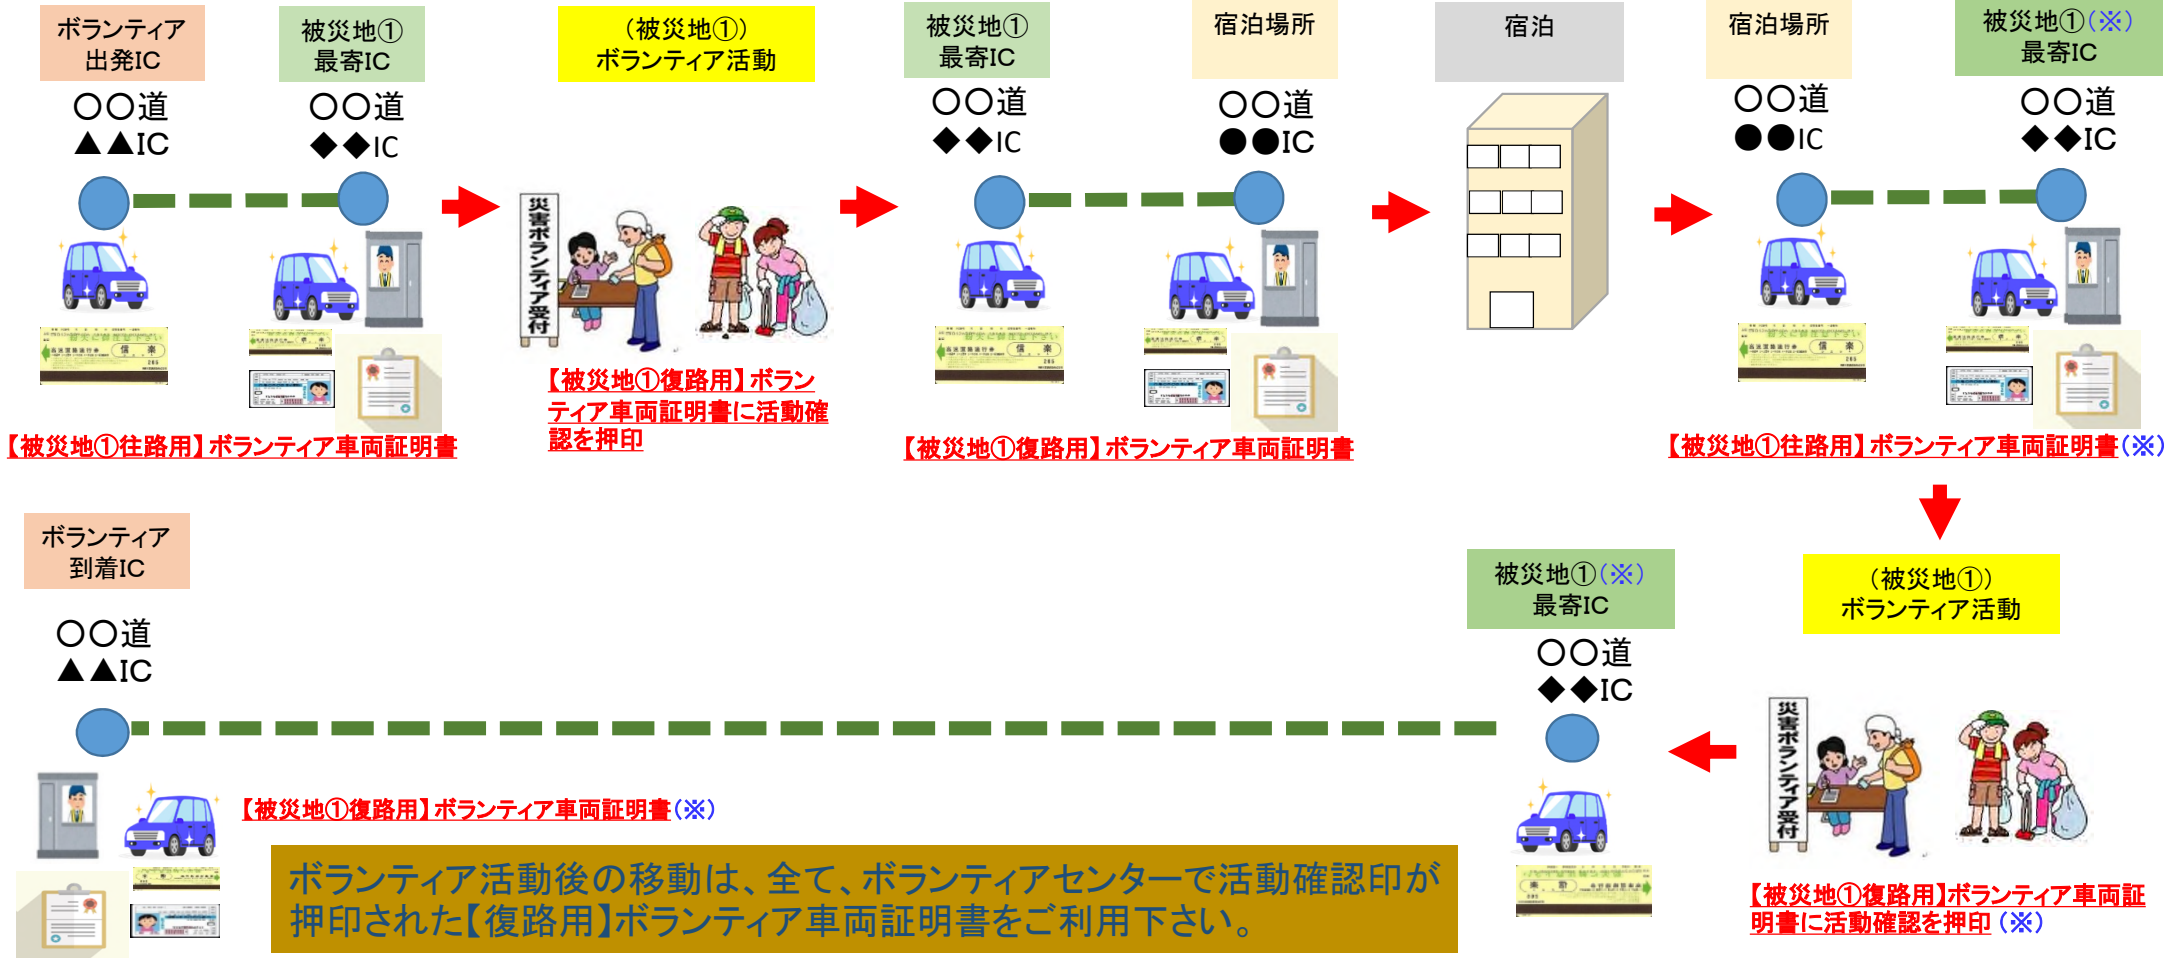 ボランティア
出発IC
〇〇道
▲▲IC
被災地①
最寄IC
〇〇道
◆◆IC
(被災地①)
ボランティア活動
被災地①
最寄IC
〇〇道
◆◆IC
宿泊場所
〇〇道
●●IC
宿泊
宿泊場所
〇〇道
●●IC
被災地①(※)
最寄IC
〇〇道
◆◆IC
災害ボランティア受付
信楽
285
信楽
285
信楽
285
【被災地①往路用】ボランティア車両証明書
【被災地①復路用】ボラン
ティア車両証明書に活動確
認を押印
【被災地①復路用】ボランティア車両証明書
【被災地①往路用】ボランティア車両証明書(※)
ボランティア
到着IC
〇〇道
▲▲IC
被災地①(※)
最寄IC
〇〇道
◆◆IC
(被災地①)
ボランティア活動
災害ボランティア受付
【被災地①復路用】ボランティア車両証明書(※)
ボランティア活動後の移動は、全て、ボランティアセンターで活動確認印が
押印された【復路用】ボランティア車両証明書をご利用下さい。
【被災地①復路用】ボランティア車両証
明書に活動確認を押印(※)